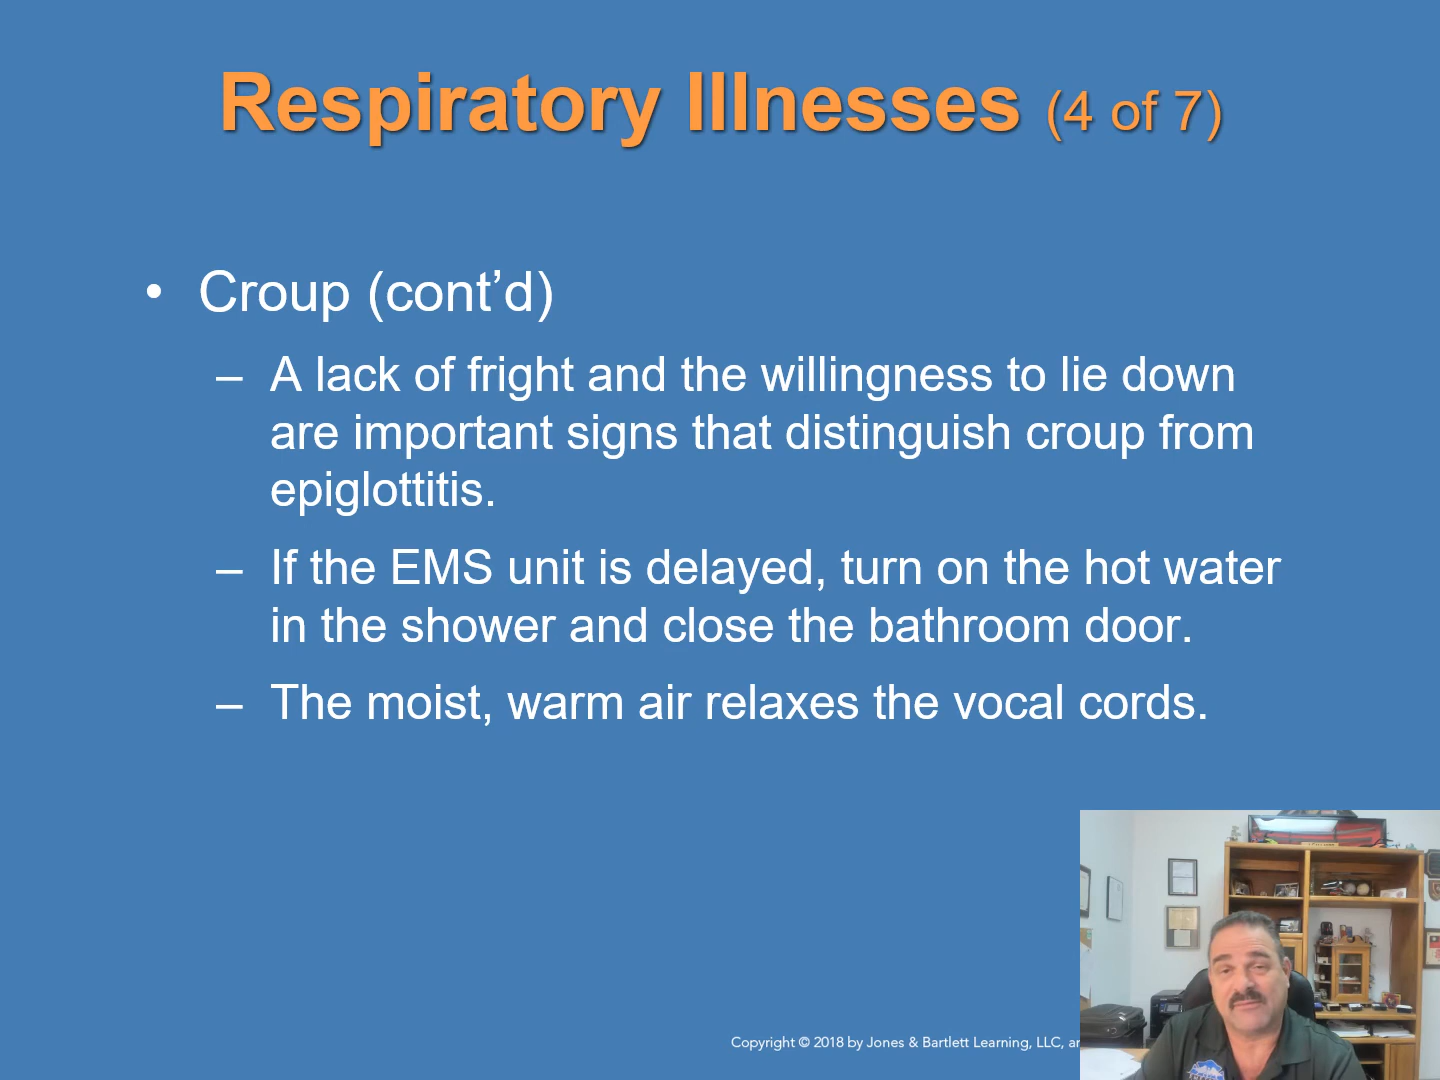 Respiratory Illnesses (4 of 7)
• Croup (cont’d)
– A lack of fright and the willingness to lie down
are important signs that distinguish croup from
epiglottitis.
– If the EMS unit is delayed, turn on the hot water
in the shower and close the bathroom door.
– The moist, warm air relaxes the vocal cords.
Copyright © 2018 by Jones & Bartlett Learning, LLC, an